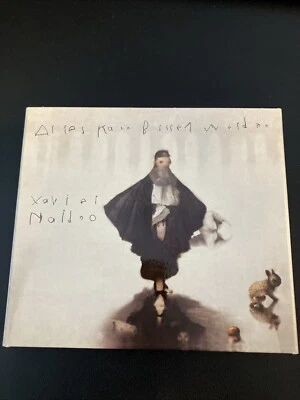 Alles kann besser werden
Xavier
Naidoo